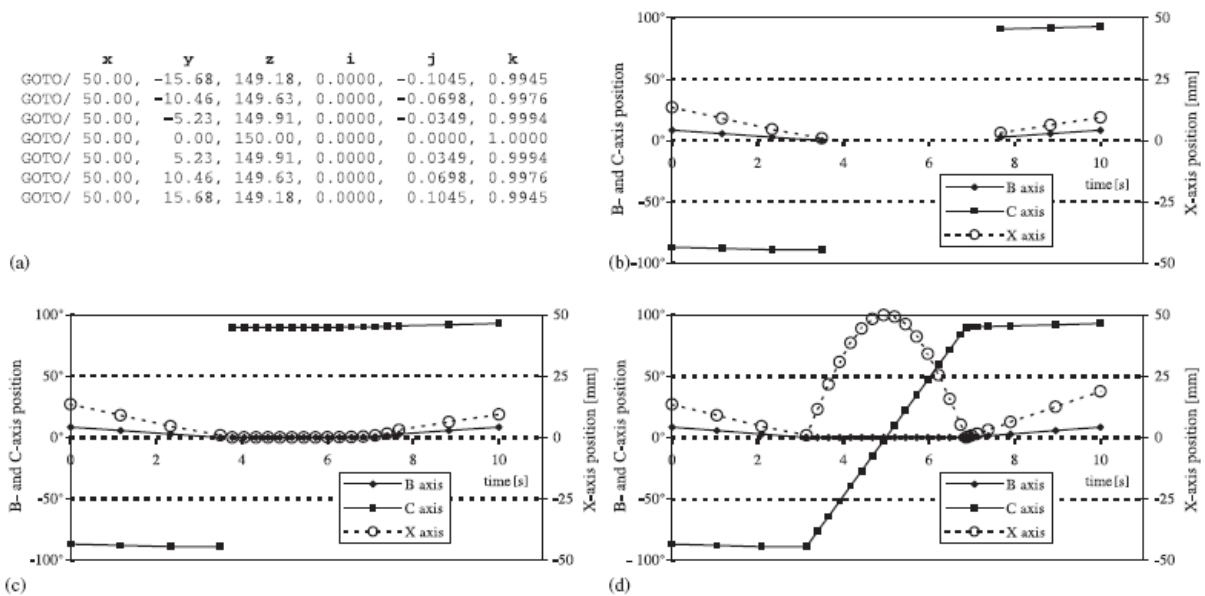 x y z i j k
GOTO/ 50.00, -15.68, 149.18, 0.0000, -0.1045, 0.9945
GOTO/ 50.00, -10.46, 149.63, 0.0000, -0.0698, 0.9976
GOTO/ 50.00, -5.23, 149.91, 0.0000, -0.0349, 0.9994
GOTO/ 50.00, 0.00, 150.00, 0.0000, 0.0000, 1.0000
GOTO/ 50.00, 5.23, 149.91, 0.0000, 0.0349, 0.9994
GOTO/ 50.00, 10.46, 149.63, 0.0000, 0.0698, 0.9976
GOTO/ 50.00, 15.68, 149.18, 0.0000, 0.1045, 0.9945
(a)
B- and C-axis position
100°
50°
0°
-50°
-100°
0 2 4 6 8 10
time [s]
B axis
C axis
X axis
50
25
0
-25
-50
X-axis position [mm]
(b)
B- and C-axis position
100°
50°
0°
-50°
-100°
0 2 4 6 8 10
time [s]
B axis
C axis
X axis
50
25
0
-25
-50
X-axis position [mm]
(c)
B- and C-axis position
100°
50°
0°
-50°
- 100°
0 2 4 6 8 10
time [s]
B axis
C axis
X axis
50
25
0
-25
-50
X-axis position [mm]
(d)